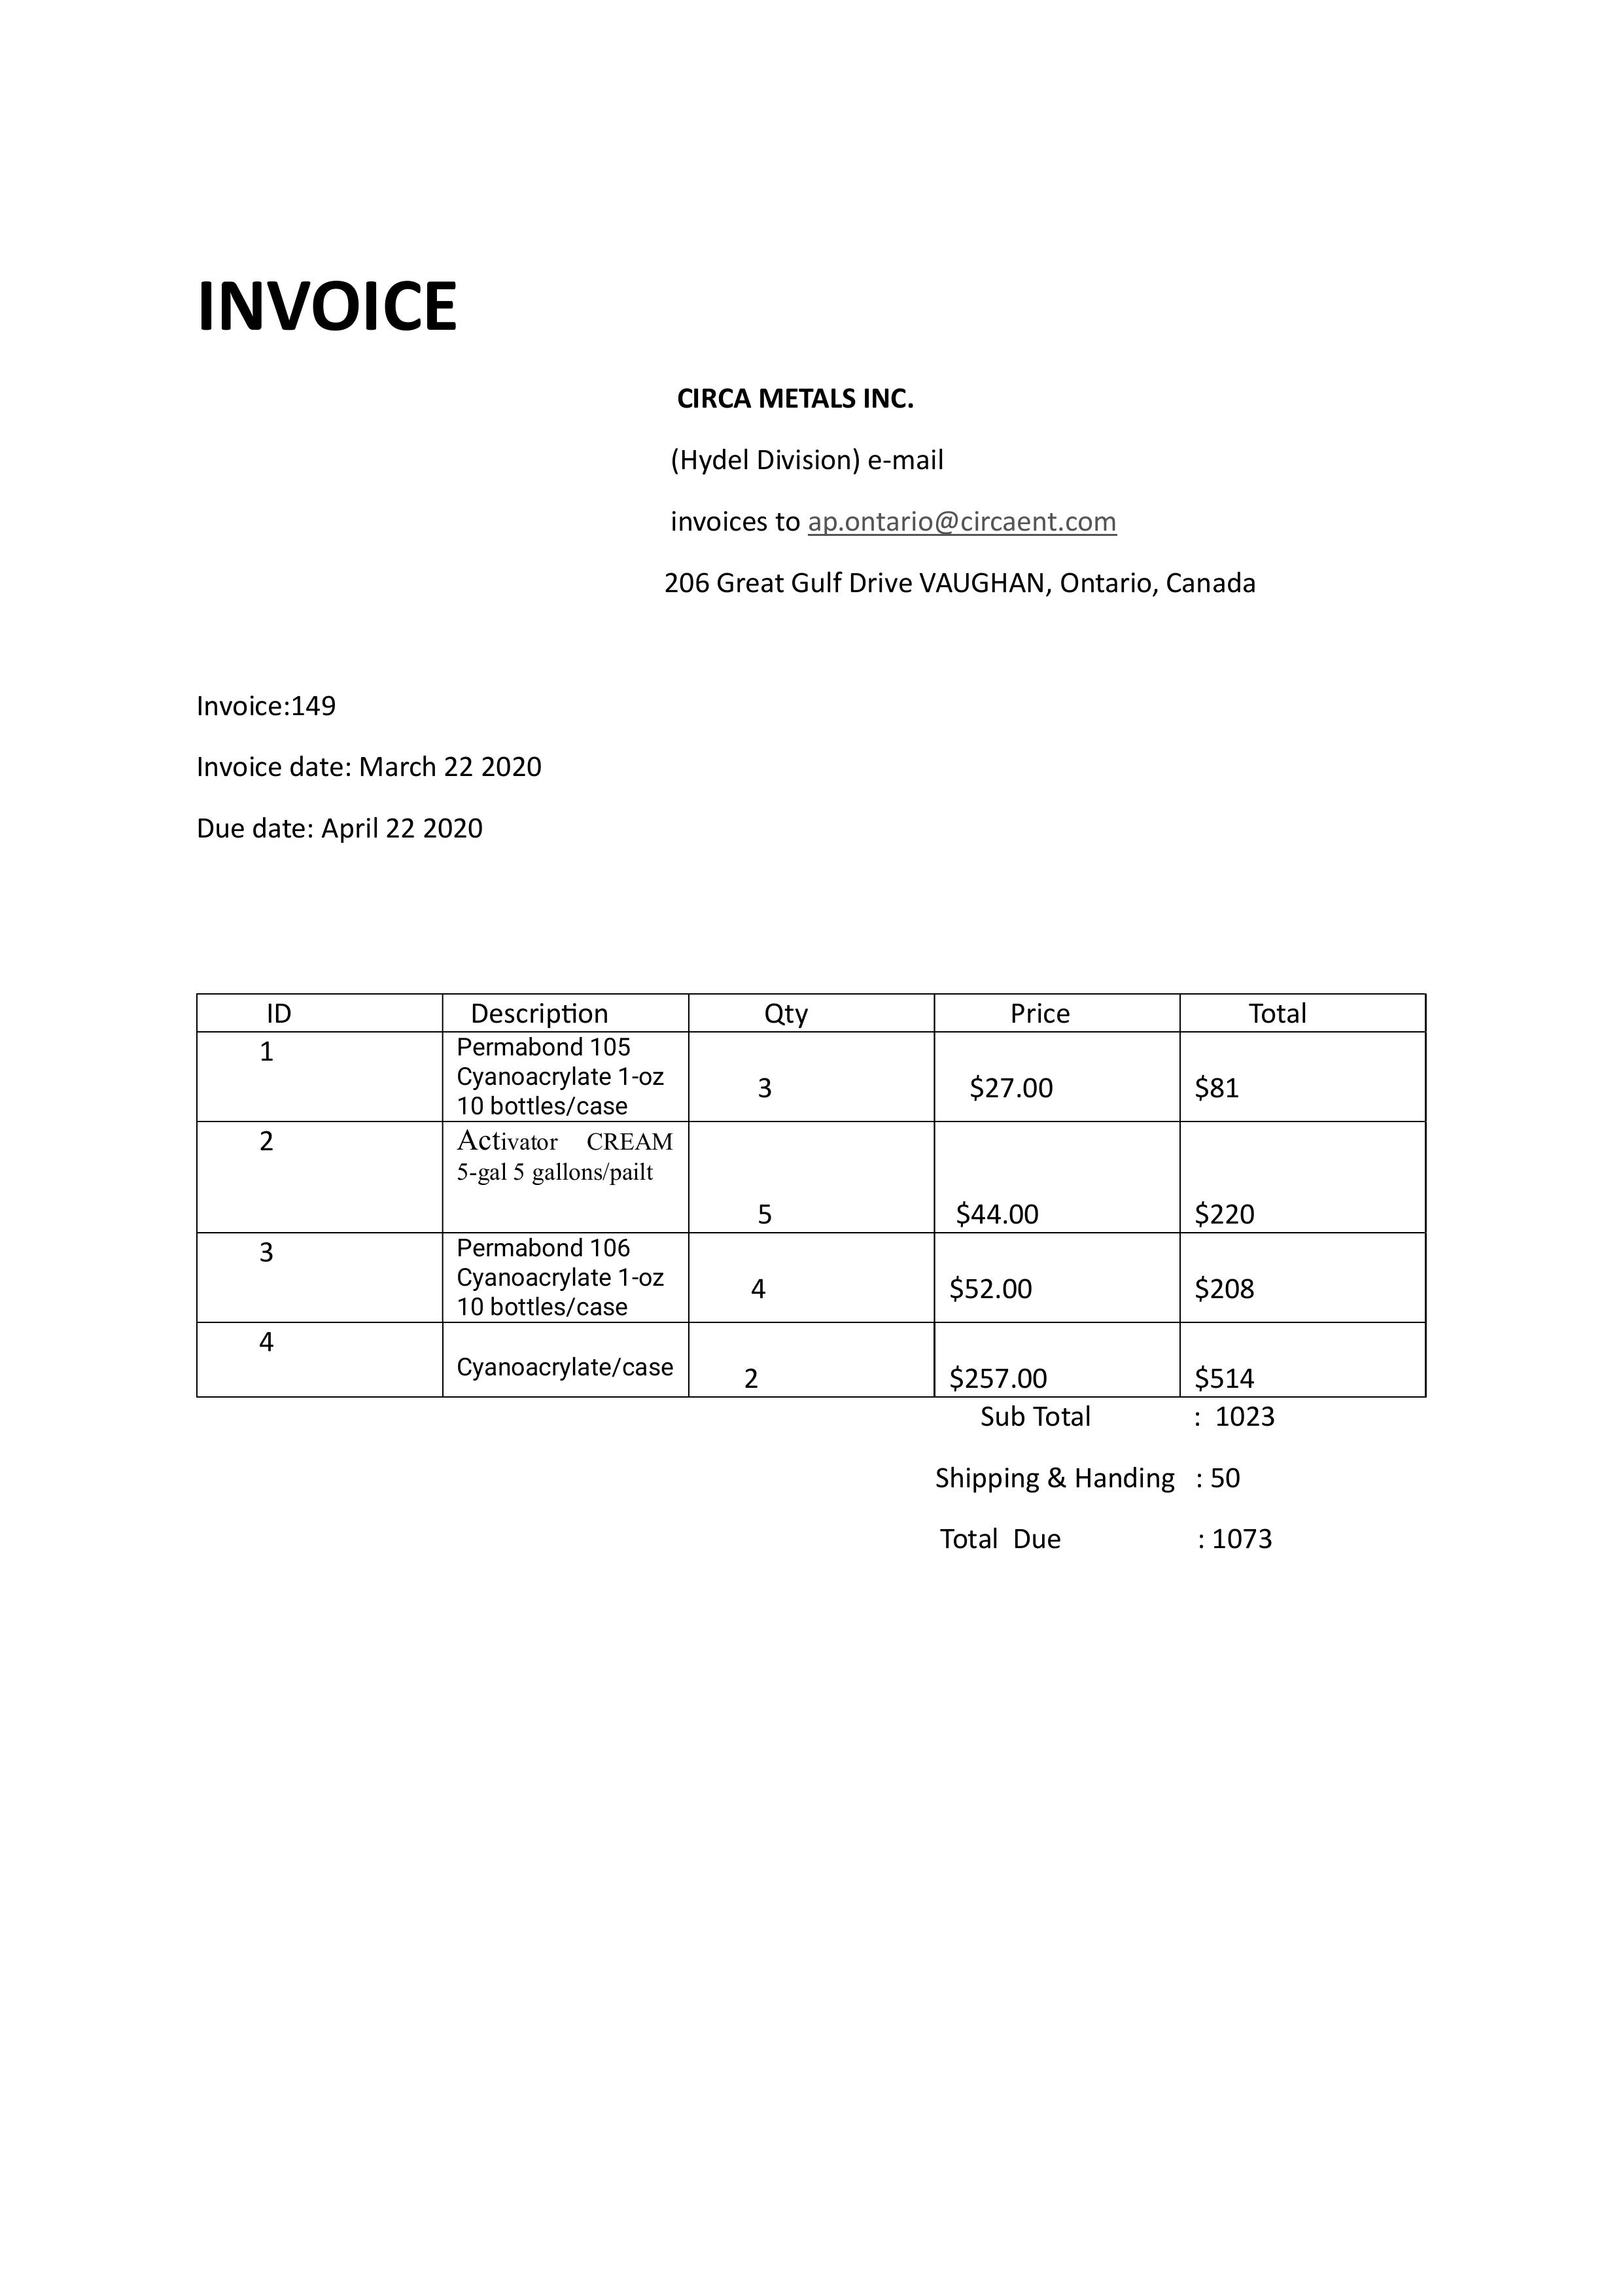 INVOICE
CIRCA METALS INC.
(Hydel Division) e-mail
invoices to ap.ontario@circaent.com
206 Great Gulf Drive VAUGHAN, Ontario, Canada
Invoice:149
Invoice date: March 22 2020
Due date: April 22 2020
ID Description Qty Price Total
1 Permabond 105
Cyanoacrylate 1-oz
10 bottles/case 3 $27.00 $81
2 Activator CREAM
5-gal 5 gallons/pailt
5 $44.00 $220
3 Permabond 106
Cyanoacrylate 1-oz
10 bottles/case 4 $52.00 $208
4
Cyanoacrylate/case 2 $257.00 $514
Sub Total : 1023
Shipping & Handing : 50
Total Due : 1073